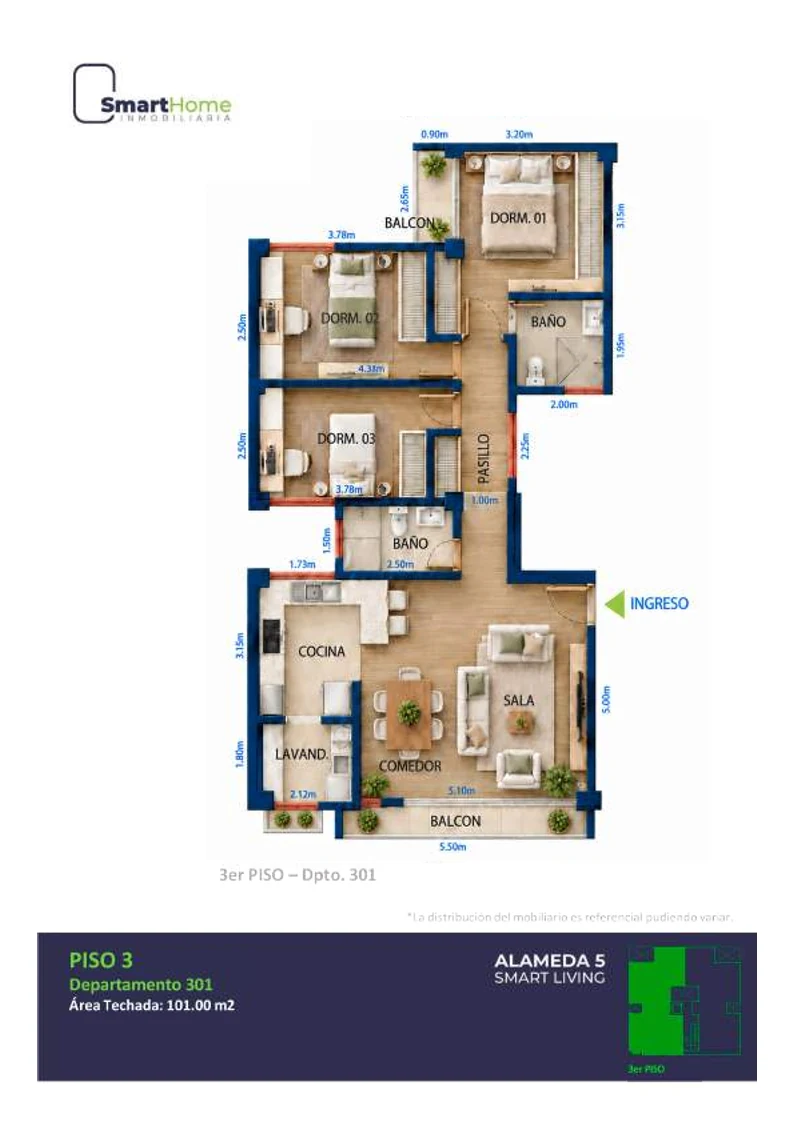 SmartHome
INMOBILIARIA
0.90m
3.20m
2.65m
BALCON
DORM. 01
3.15m
3.78m
2.50m
DORM. 02
4.38m
BAÑO
1.95m
2.00m
2.50m
DORM. 03
3.78m
PASILLO
2.25m
1.00m
1.50m
BAÑO
2.50m
1.73m
INGRESO
3.15m
COCINA
SALA
5.00m
1.80m
LAVAND.
COMEDOR
2.12m
5.10m
BALCON
5.50m
3er PISO – Dpto. 301
*La distribución del mobiliario es referencial pudiendo variar.
PISO 3
Departamento 301
Área Techada: 101.00 m2
ALAMEDA 5
SMART LIVING
3er PISO